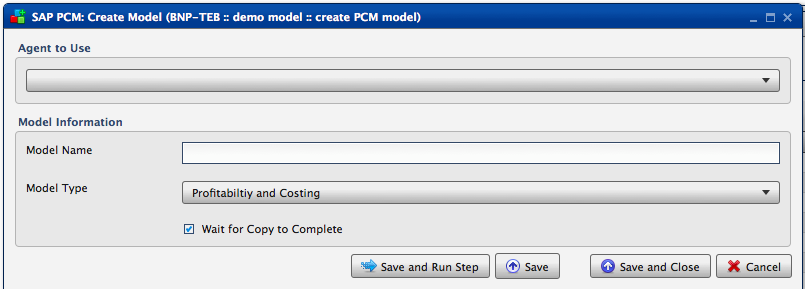 SAP PCM: Create Model (BNP-TEB :: demo model :: create PCM model)
Agent to Use
Model Information
Model Name
Model Type
Profitabiltiy and Costing
Wait for Copy to Complete
Save and Run Step
Save
Save and Close
Cancel